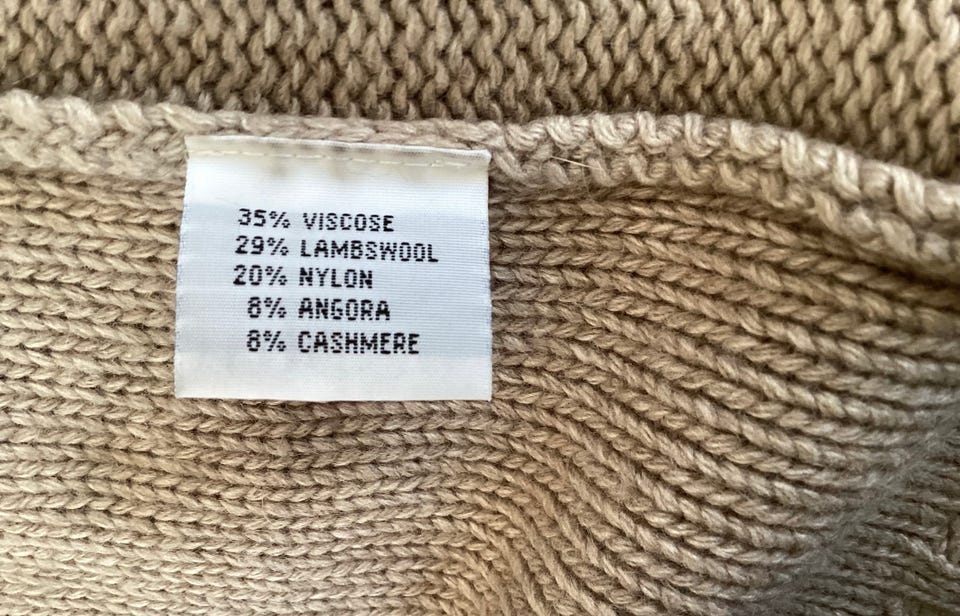 35% VISCOSE
29% LAMBSWOOL
20% NYLON
8% ANGORA
8% CASHMERE